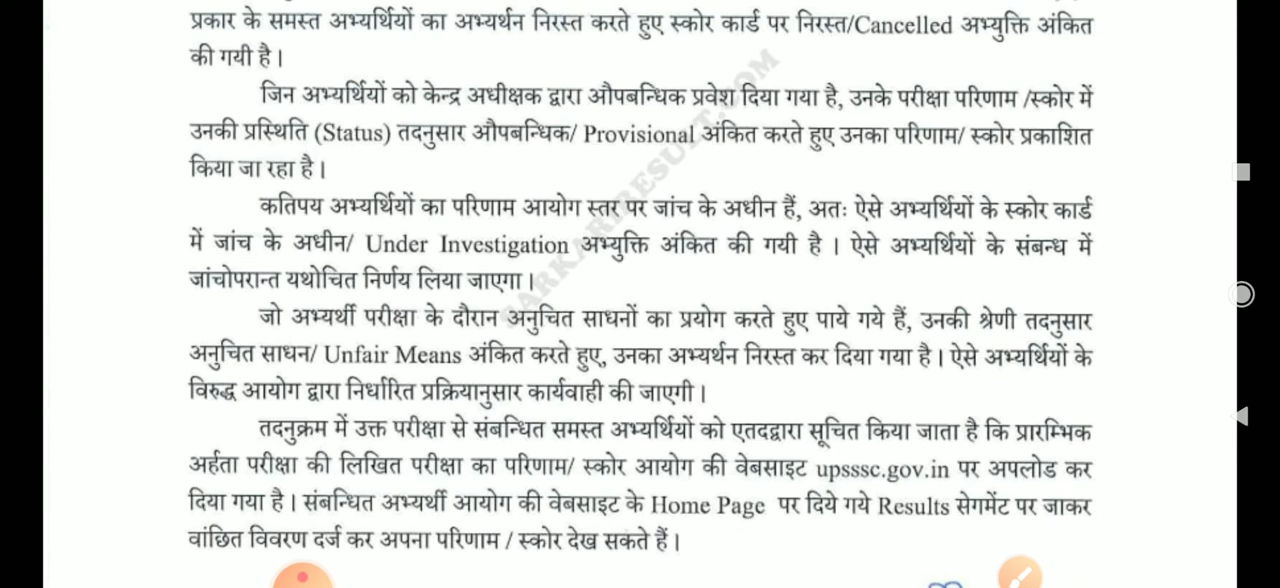 प्रकार के समस्त अभ्यर्थियों का अभ्यर्थन निरस्त करते हुए स्कोर कार्ड पर निरस्त/Cancelled अभ्युक्ति अंकित
की गयी है।
जिन अभ्यर्थियों को केन्द्र अधीक्षक द्वारा औपबन्धिक प्रवेश दिया गया है, उनके परीक्षा परिणाम /स्कोर में
उनकी प्रस्थिति (Status) तदनुसार औपबन्धिक/ Provisional अंकित करते हुए उनका परिणाम/ स्कोर प्रकाशित
किया जा रहा है।
कतिपय अभ्यर्थियों का परिणाम आयोग स्तर पर जांच के अधीन हैं, अतः ऐसे अभ्यर्थियों के स्कोर कार्ड
में जांच के अधीन/ Under Investigation अभ्युक्ति अंकित की गयी है । ऐसे अभ्यर्थियों के संबन्ध में
जांचोपरान्त यथोचित निर्णय लिया जाएगा।
जो अभ्यर्थी परीक्षा के दौरान अनुचित साधनों का प्रयोग करते हुए पाये गये हैं, उनकी श्रेणी तदनुसार
अनुचित साधन/ Unfair Means अंकित करते हुए, उनका अभ्यर्थन निरस्त कर दिया गया है। ऐसे अभ्यर्थियों के
विरुद्ध आयोग द्वारा निर्धारित प्रक्रियानुसार कार्यवाही की जाएगी।
तदनुक्रम में उक्त परीक्षा से संबन्धित समस्त अभ्यर्थियों को एतदद्वारा सूचित किया जाता है कि प्रारम्भिक
अर्हता परीक्षा की लिखित परीक्षा का परिणाम/ स्कोर आयोग की वेबसाइट upsssc.gov.in पर अपलोड कर
दिया गया है। संबन्धित अभ्यर्थी आयोग की वेबसाइट के Home Page पर दिये गये Results सेगमेंट पर जाकर
वांछित विवरण दर्ज कर अपना परिणाम / स्कोर देख सकते हैं।
SARKARIRESULT.COM